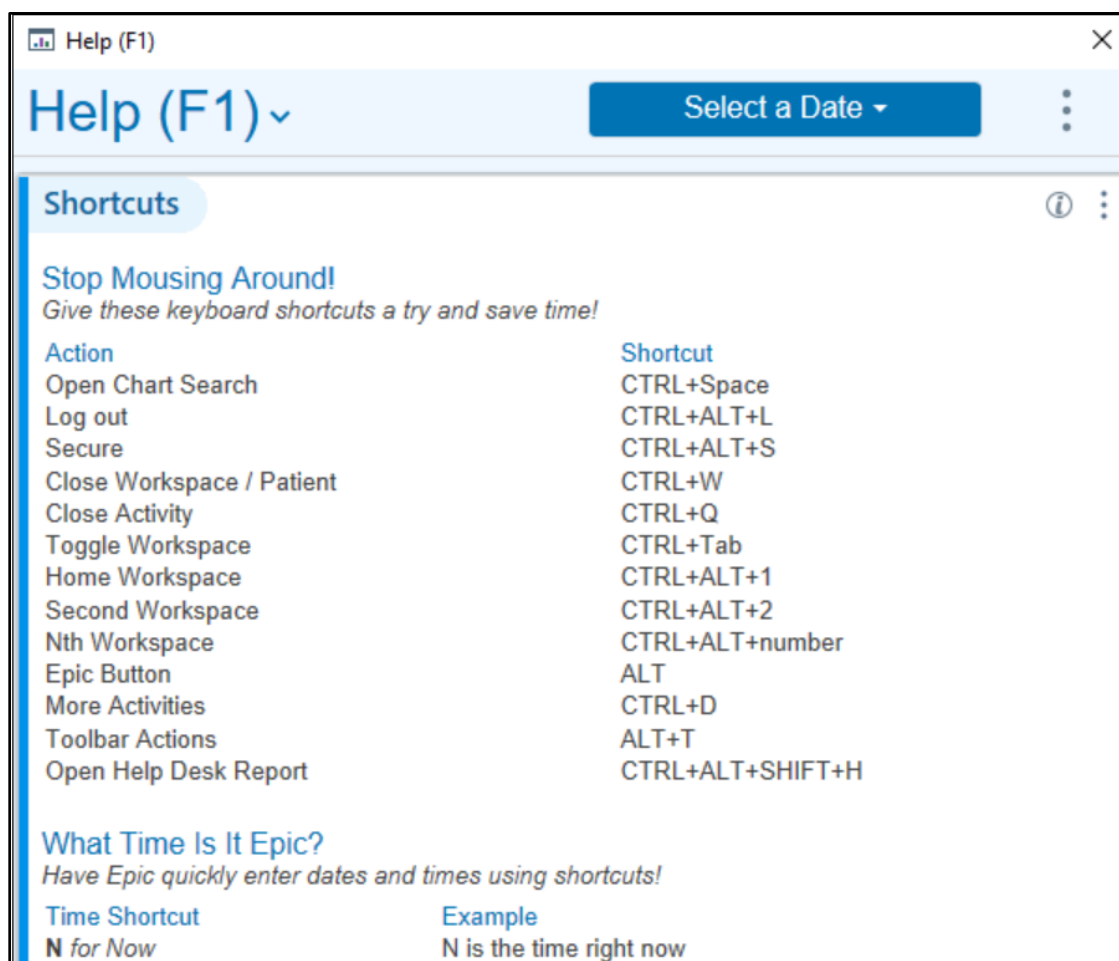 Help (F1)
Help (F1)
Select a Date
Shortcuts
Stop Mousing Around!
Give these keyboard shortcuts a try and save time!
Action Shortcut
Open Chart Search CTRL+Space
Log out CTRL+ALT+L
Secure CTRL+ALT+S
Close Workspace / Patient CTRL+W
Close Activity CTRL+Q
Toggle Workspace CTRL+Tab
Home Workspace CTRL+ALT+1
Second Workspace CTRL+ALT+2
Nth Workspace CTRL+ALT+number
Epic Button ALT
More Activities CTRL+D
Toolbar Actions ALT+T
Open Help Desk Report CTRL+ALT+SHIFT+H
What Time Is It Epic?
Have Epic quickly enter dates and times using shortcuts!
Time Shortcut Example
N for Now N is the time right now